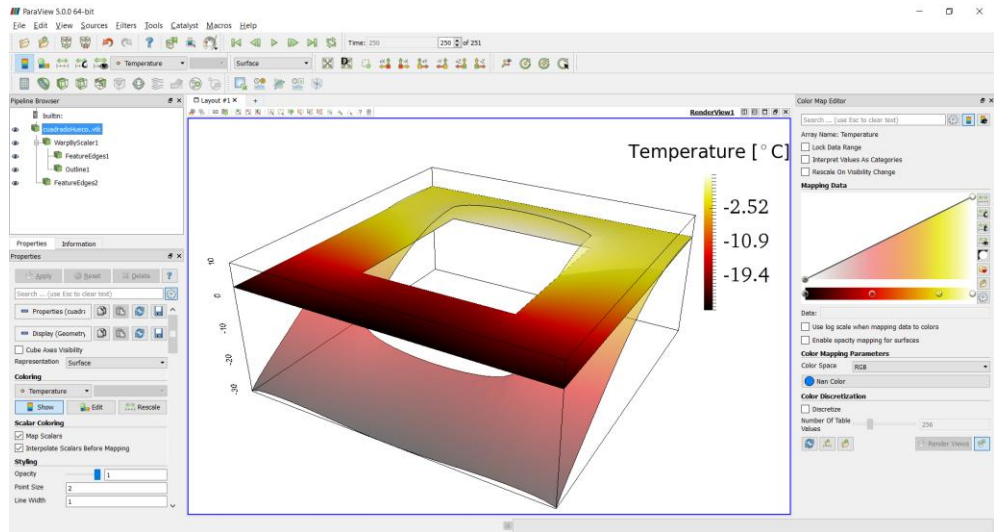 ParaView 5.0.0 64-bit
File Edit View Sources Filters Tools Catalyst Macros Help
Time: 250 250 of 251
Temperature Surface
Pipeline Browser
builtin:
cuadradoHueco..vtk
WarpByScalar1
FeatureEdges1
Outline1
FeatureEdges2
Properties Information
Properties
Apply Reset Delete ?
Search ... (use Esc to clear text)
Properties (cuadr
Display (Geometr
Cube Axes Visibility
Representation Surface
Coloring
Temperature
Show Edit Rescale
Scalar Coloring
Map Scalars
Interpolate Scalars Before Mapping
Styling
Opacity 1
Point Size 2
Line Width 1
Layout #1 × +
RenderView1
Temperature [°C]
-2.52
-10.9
-19.4
10
0
-10
-20
-30
Color Map Editor
Search ... (use Esc to clear text)
Array Name: Temperature
Lock Data Range
Interpret Values As Categories
Rescale On Visibility Change
Mapping Data
Data:
Use log scale when mapping data to colors
Enable opacity mapping for surfaces
Color Mapping Parameters
Color Space RGB
Nan Color
Color Discretization
Discretize
Number Of Table Values 256
Render Views